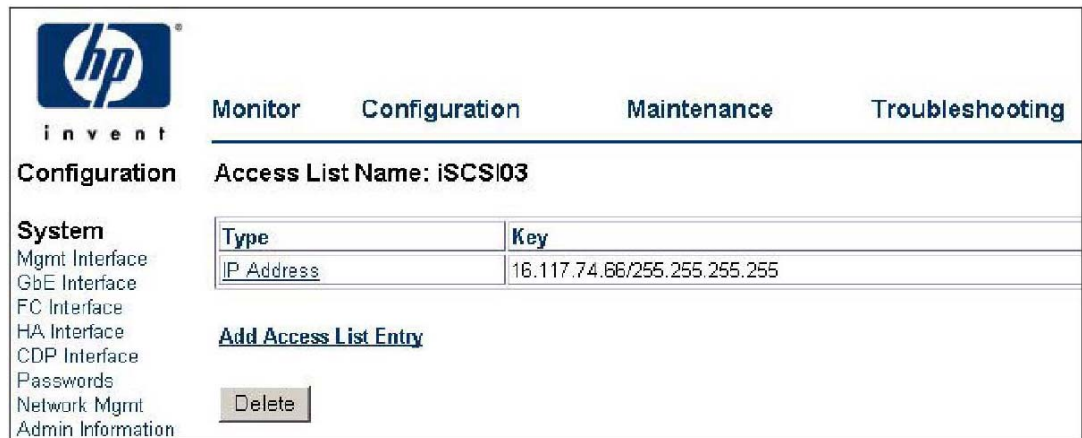 hp
invent
Monitor Configuration Maintenance Troubleshooting
Configuration
Access List Name: iSCSI03
System
Mgmt Interface
GbE Interface
FC Interface
HA Interface
CDP Interface
Passwords
Network Mgmt
Admin Information
Type Key
IP Address 16.117.74.66/255.255.255.255
Add Access List Entry
Delete